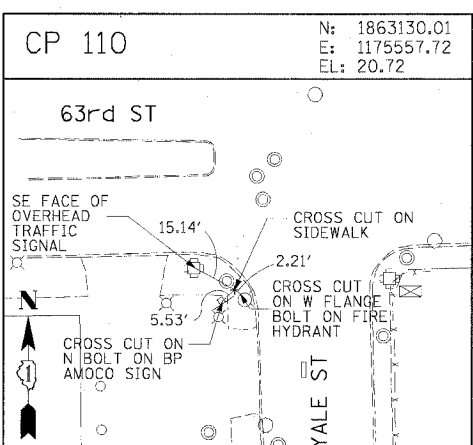 CP 110
N: 1863130.01
E: 1175557.72
EL: 20.72
63rd ST
SE FACE OF
OVERHEAD
TRAFFIC
SIGNAL
15.14'
CROSS CUT ON
SIDEWALK
2.21'
CROSS CUT
ON W FLANGE
BOLT ON FIRE
HYDRANT
5.53'
CROSS CUT ON
N BOLT ON BP
AMOCO SIGN
N
1
YALE ST